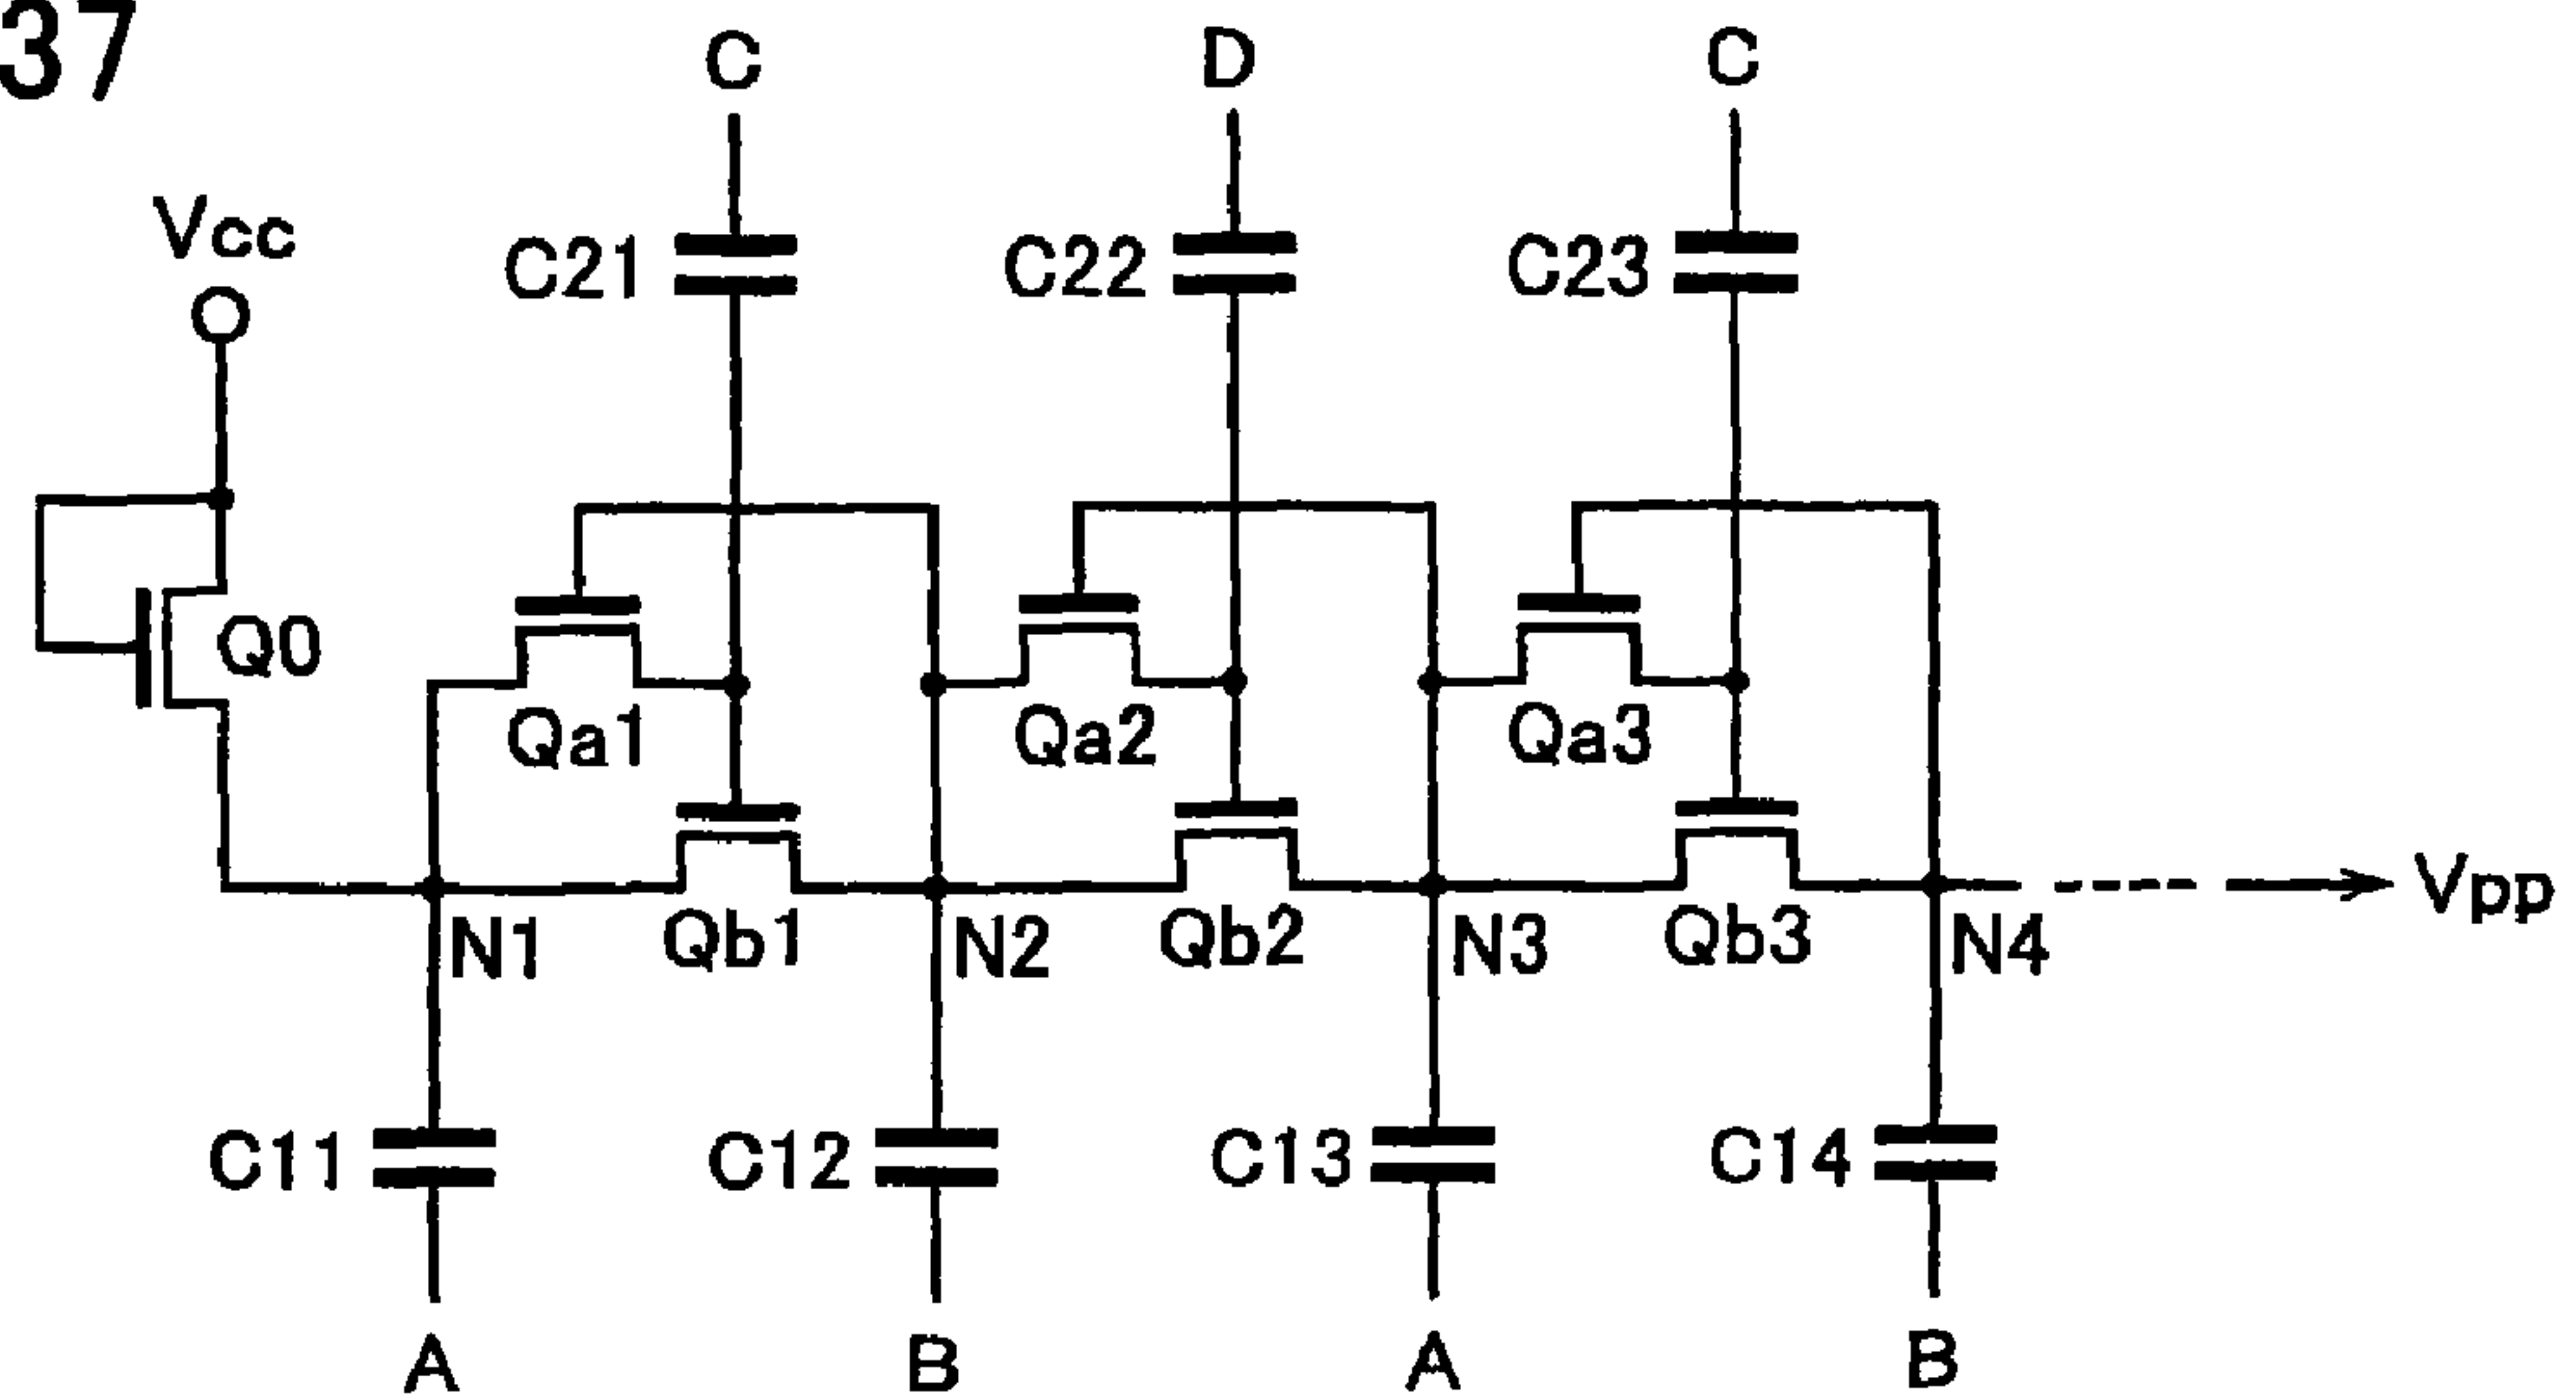 37
C D C
Vcc
C21 C22 C23
Q0
Qa1 Qa2 Qa3
Vpp
N1 Qb1 N2 Qb2 N3 Qb3 N4
C11 C12 C13 C14
A B A B